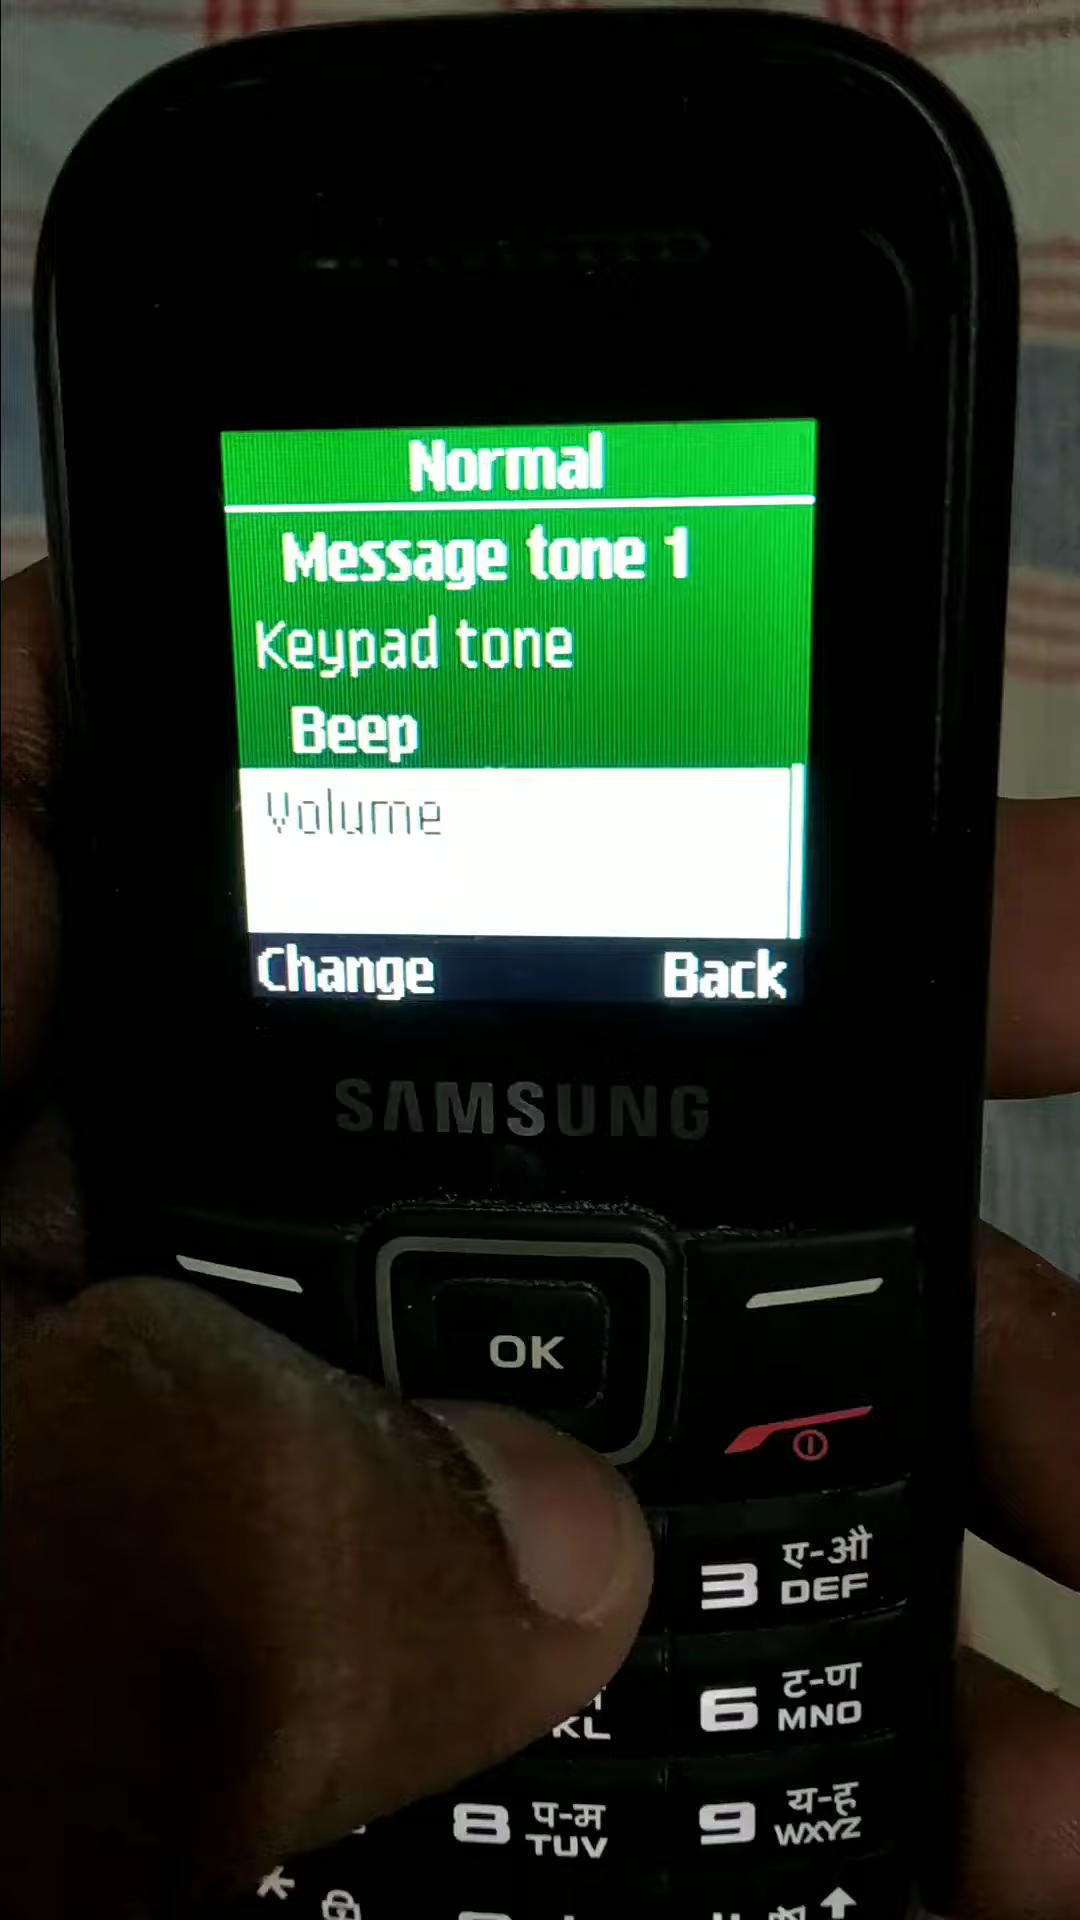 Normal
Message tone 1
Keypad tone
Beep
Volume
Change Back
SAMSUNG
OK
3 ए-औ
DEF
KL
6 ट-ण
MNO
8 प-म
TUV
9 य-ह
WXYZ
*